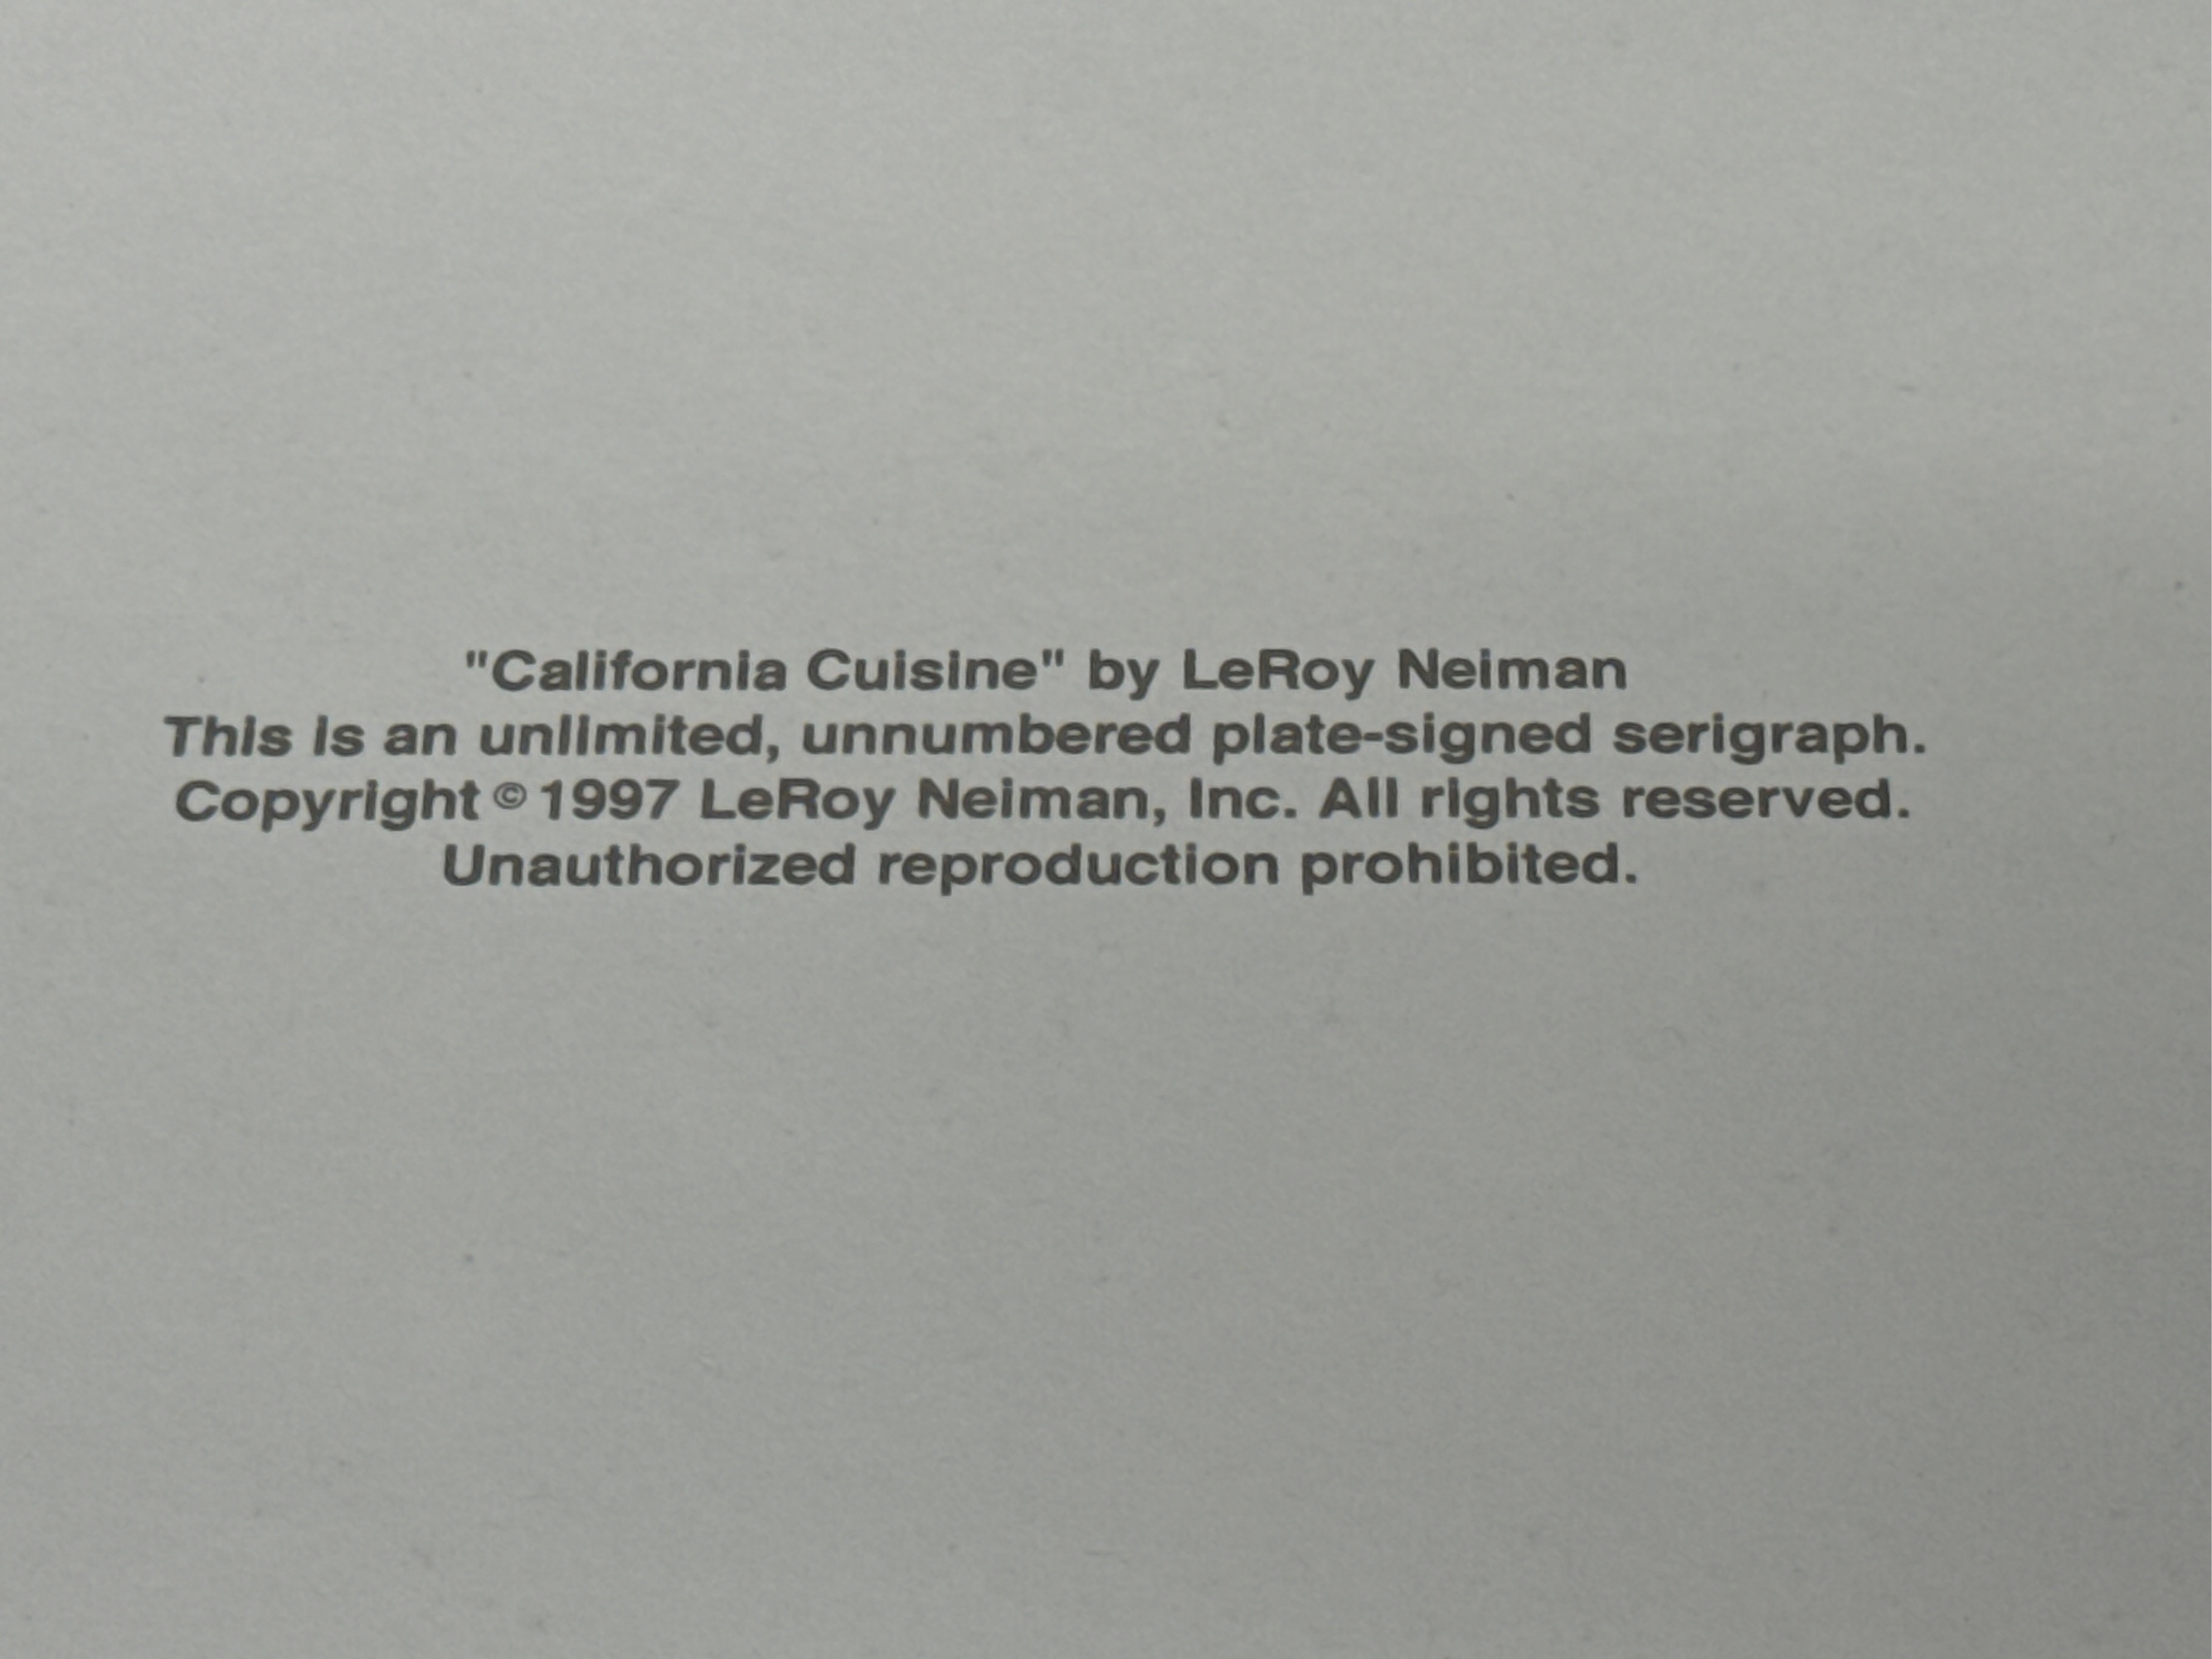 "California Cuisine" by LeRoy Neiman
This is an unlimited, unnumbered plate-signed serigraph.
Copyright © 1997 LeRoy Neiman, Inc. All rights reserved.
Unauthorized reproduction prohibited.